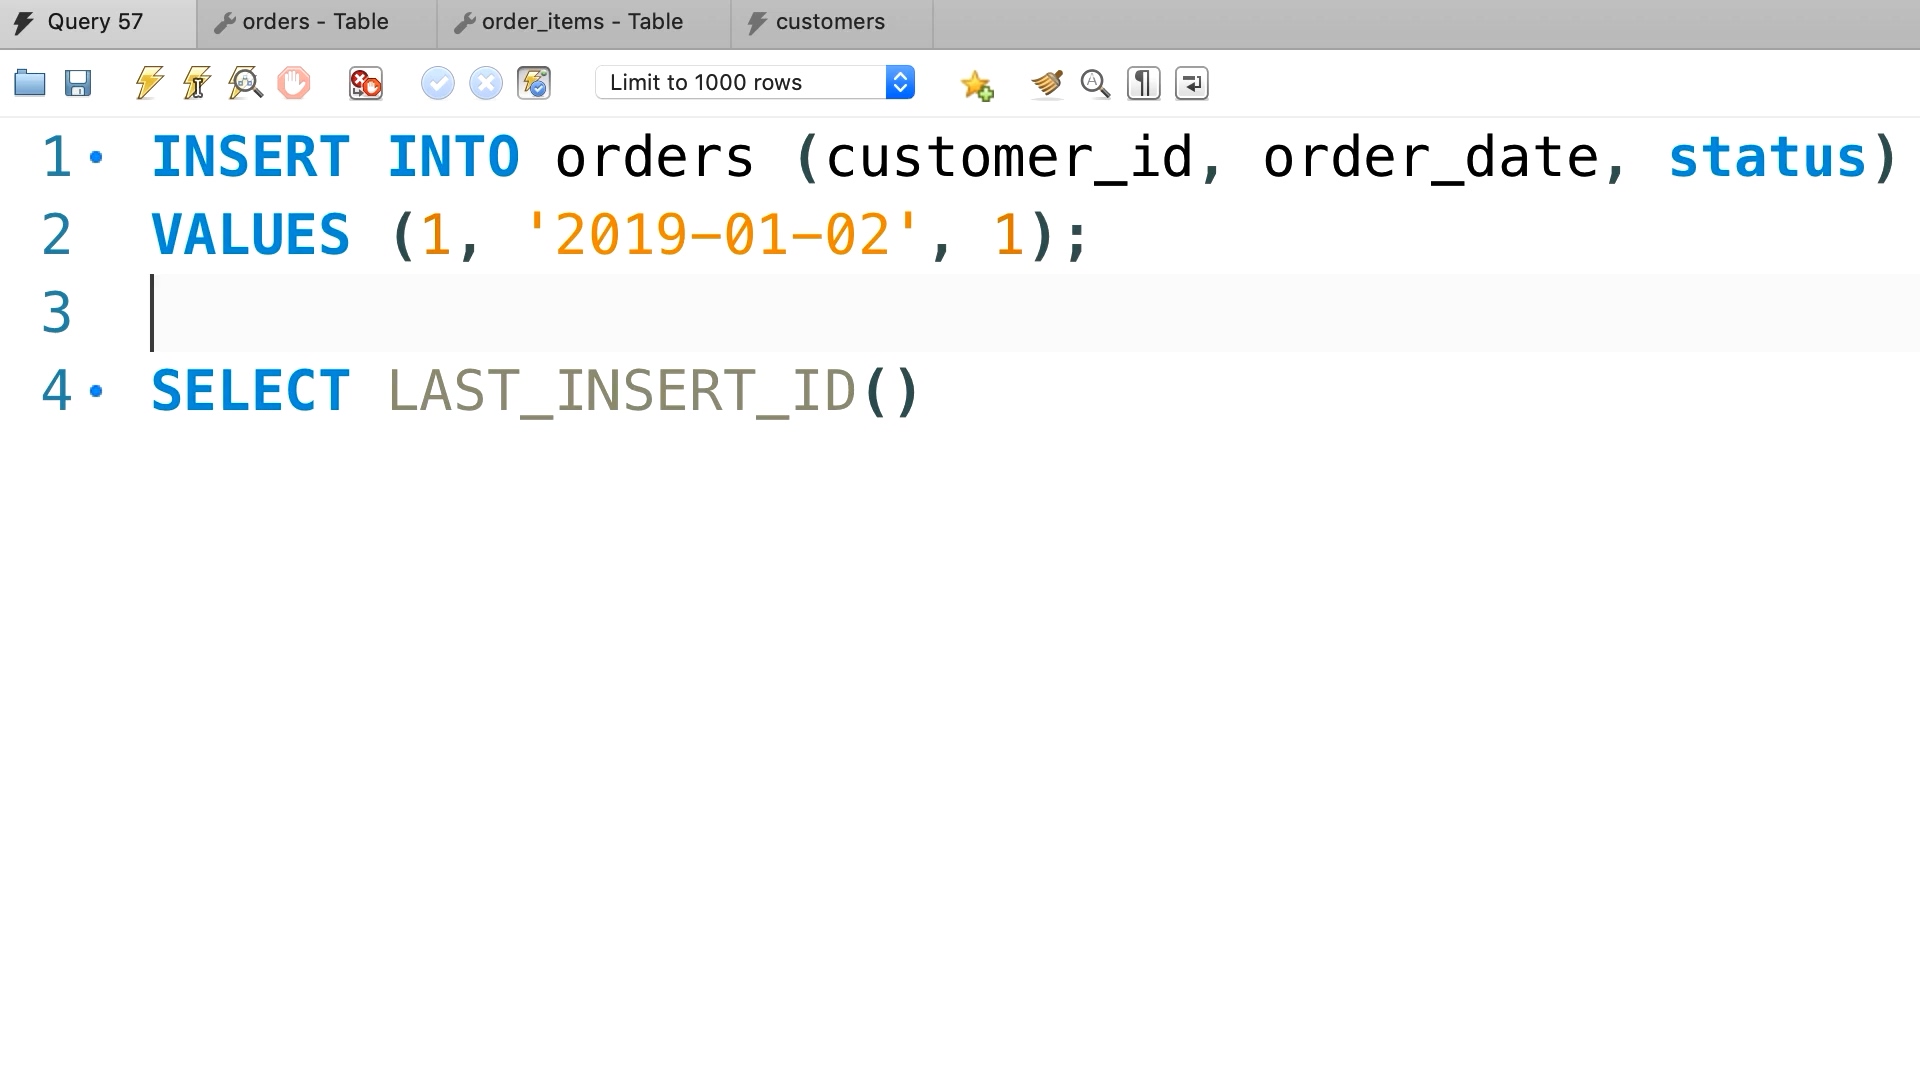 Query 57 orders - Table order_items - Table customers
Limit to 1000 rows
1 INSERT INTO orders (customer_id, order_date, status)
2 VALUES (1, '2019-01-02', 1);
3
4 SELECT LAST_INSERT_ID()